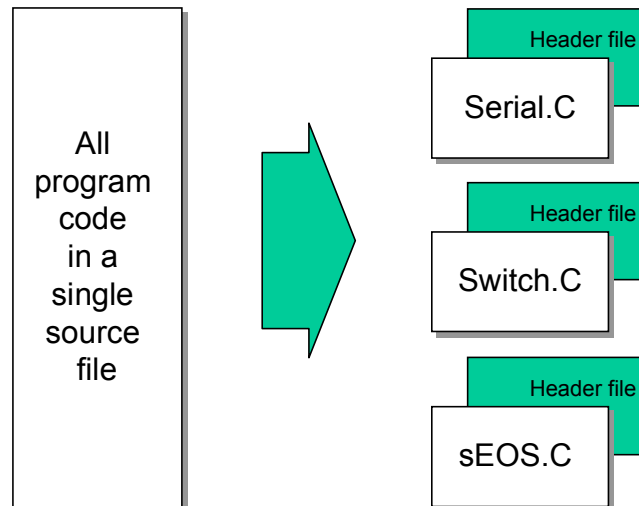 All
program
code
in a
single
source
file
Header file
Serial.C
Header file
Switch.C
Header file
sEOS.C